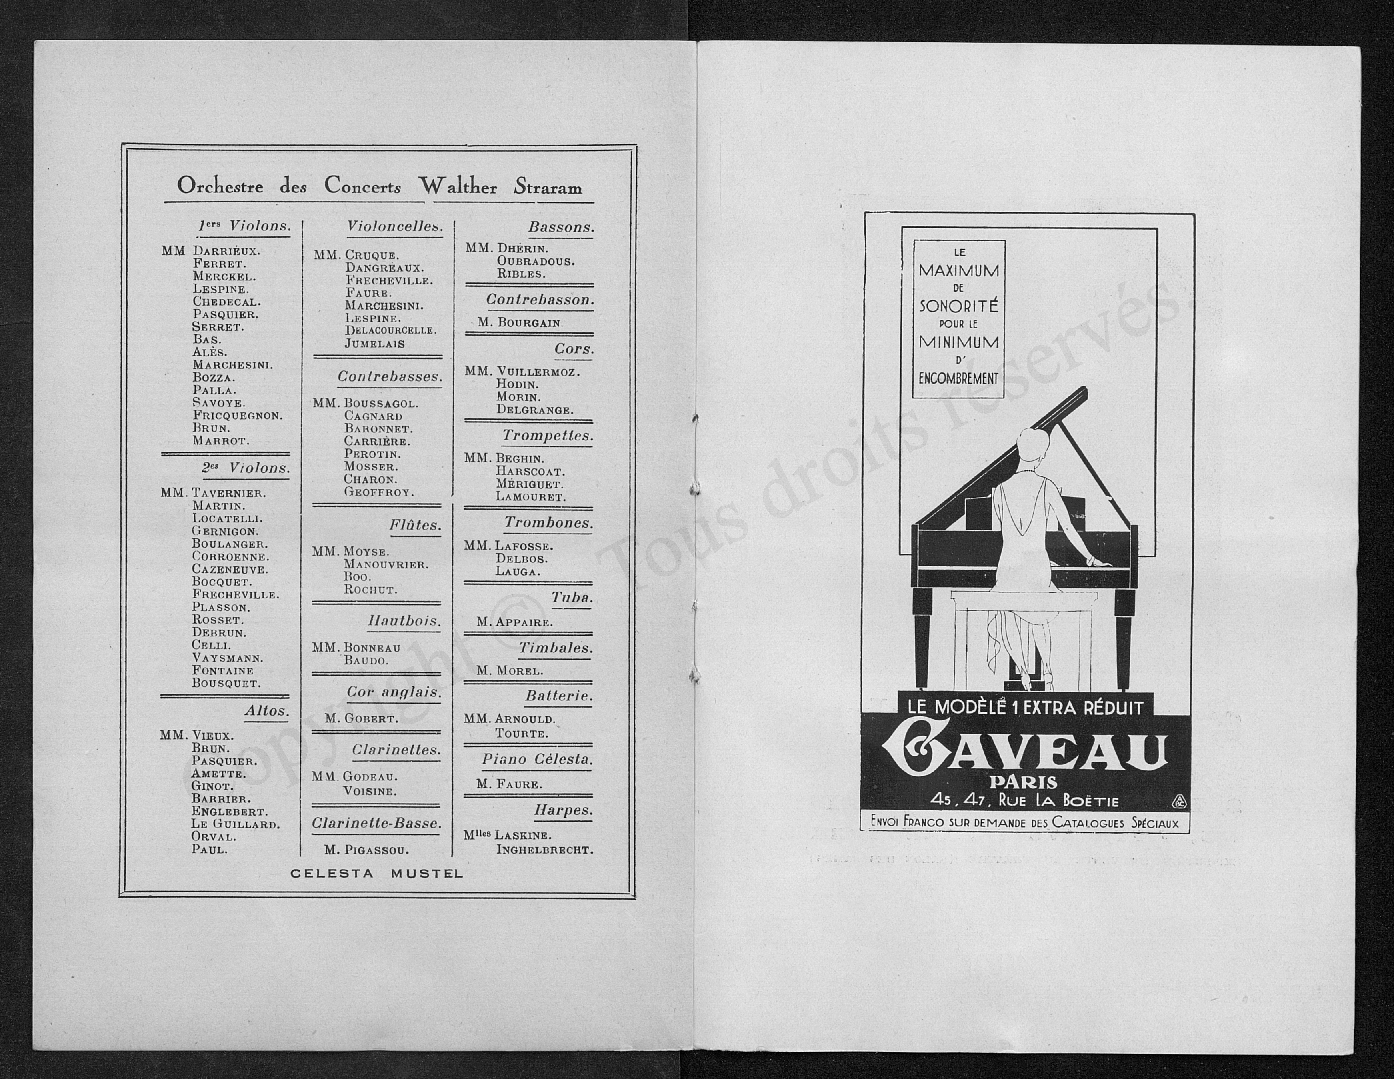 Orchestre des Concerts Walther Straram
1ers Violons.
MM DARRIEUX.
FERRET.
MERCKEL.
LESPINE.
CHEDECAL.
PASQUIER.
SERRET.
BAS.
ALÈS.
MARCHESINI.
BOZZA.
PALLA.
SAVOYE.
FRICQUEGNON.
BRUN.
MARROT.
2es Violons.
MM. TAVERNIER.
MARTIN.
LOCATELLI.
GERNIGON.
BOULANGER.
CORROENNE.
CAZENEUVE.
BOCQUET.
FRECHEVILLE.
PLASSON.
ROSSET.
DEBRUN.
CELLI.
VAYSMANN.
FONTAINE
BOUSQUET.
Altos.
MM. VIEUX.
BRUN.
PASQUIER.
AMETTE.
GINOT.
BARRIER.
ENGLEBERT.
LE GUILLARD.
ORVAL.
PAUL.
Violoncelles.
MM. CRUQUE.
DANGREAUX.
FRECHEVILLE.
FAURE.
MARCHESINI.
LESPINE.
DELACOURCELLE.
JUMELAIS
Contrebasses.
MM. BOUSSAGOL.
CAGNARD
BARONNET.
CARRIÈRE.
PEROTIN.
MOSSER.
CHARON.
GEOFFROY.
Flûtes.
MM. MOYSE.
MANOUVRIER.
BOO.
ROCHUT.
Hautbois.
MM. BONNEAU
BAUDO.
Cor anglais.
M. GOBERT.
Clarinettes.
MM. GODEAU.
VOISINE.
Clarinette-Basse.
M. PIGASSOU.
Bassons.
MM. DHÉRIN.
OUBRADOUS.
RIBLES.
Contrebasson.
M. BOURGAIN
Cors.
MM. VUILLERMOZ.
HODIN.
MORIN.
DELGRANGE.
Trompettes.
MM. BEGHIN.
HARSCOAT.
MÉRIGUET.
LAMOURET.
Trombones.
MM. LAFOSSE.
DELBOS.
LAUGA.
Tuba.
M. APPAIRE.
Timbales.
M. MOREL.
Batterie.
MM. ARNOULD.
TOURTE.
Piano Célesta.
M. FAURE.
Harpes.
Mlles LASKINE.
INGHELBRECHT.
CELESTA MUSTEL
LE
MAXIMUM
DE
SONORITÉ
POUR LE
MINIMUM
D'
ENCOMBREMENT
LE MODÈLE 1 EXTRA RÉDUIT
GAVEAU
PARIS
45, 47, RUE LA BOËTIE
ENVOI FRANCO SUR DEMANDE DES CATALOGUES SPÉCIAUX
Copyright © Tous droits réservés.